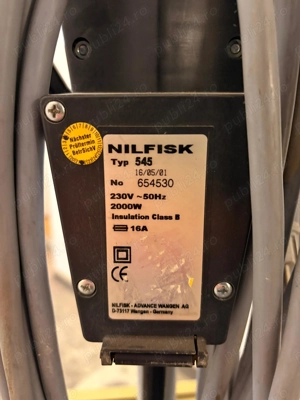 Nächster
Prüftermin
BetrSichV
NILFISK
Typ 545
16/05/01
No 654530
230V ~50Hz
2000W
Insulation Class B
16A
CE
NILFISK - ADVANCE WANGEN AG
D-73117 Wangen - Germany